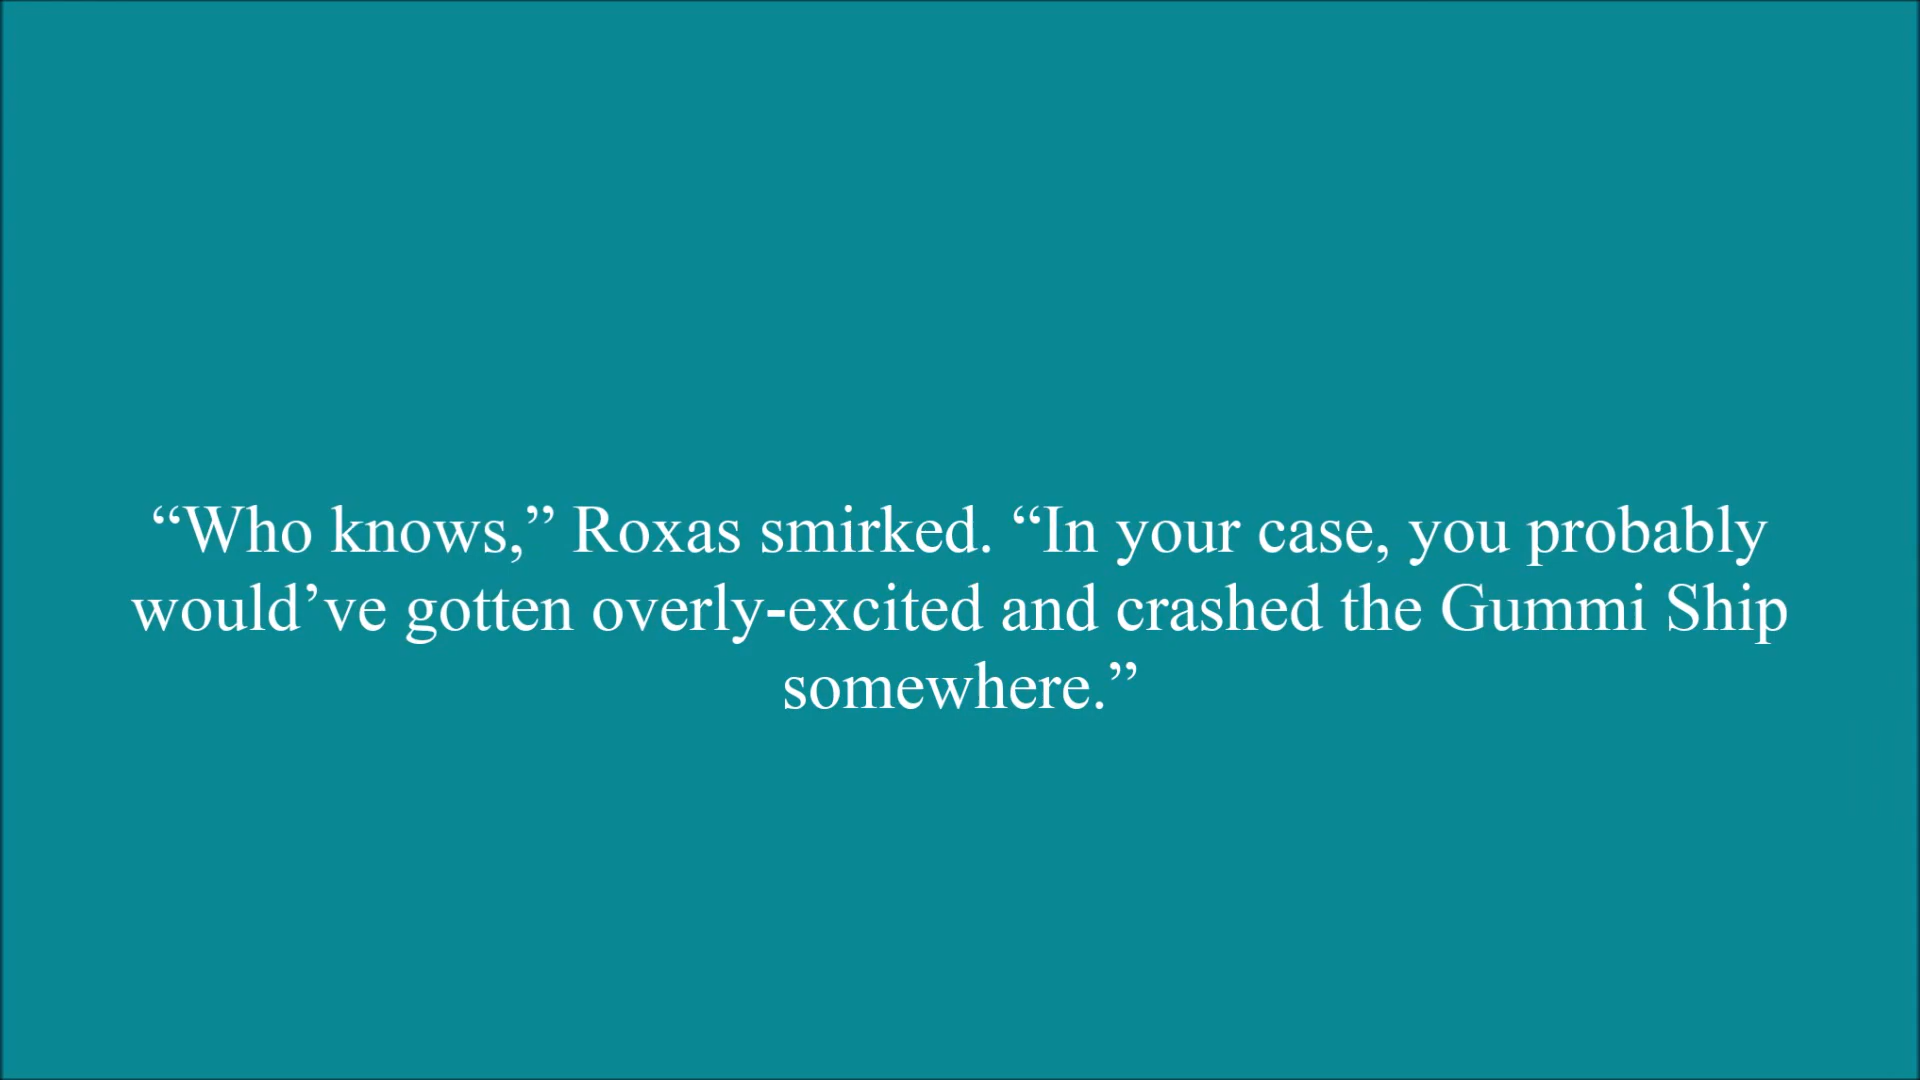 “Who knows,” Roxas smirked. “In your case, you probably
would’ve gotten overly-excited and crashed the Gummi Ship
somewhere.”